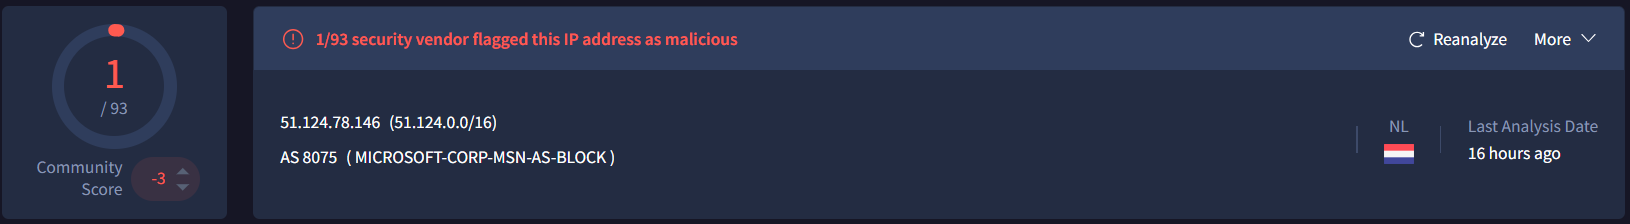 1
/ 93
Community
Score
-3
1/93 security vendor flagged this IP address as malicious
Reanalyze
More
51.124.78.146 (51.124.0.0/16)
AS 8075 ( MICROSOFT-CORP-MSN-AS-BLOCK )
NL
Last Analysis Date
16 hours ago